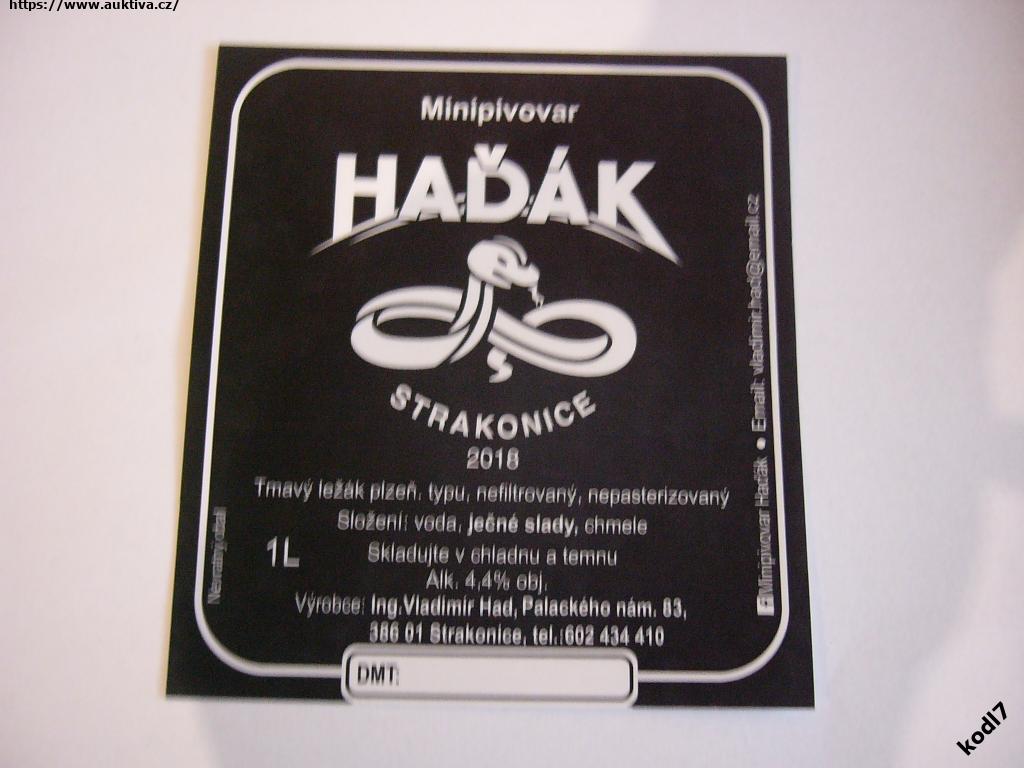 https://www.auktiva.cz/
Minipivovar
HAĎÁK
STRAKONICE
2018
Tmavý ležák plzeň. typu, nefiltrovaný, nepasterizovaný
Složení: voda, ječné slady, chmele
1L
Skladujte v chladnu a temnu
Alk. 4,4% obj.
Výrobce: Ing.Vladimír Had, Palackého nám. 83,
386 01 Strakonice, tel.:602 434 410
DMT:
Nevratný obal
Minipivovar Haďák • Email: vladimir.had@email.cz
kodl7